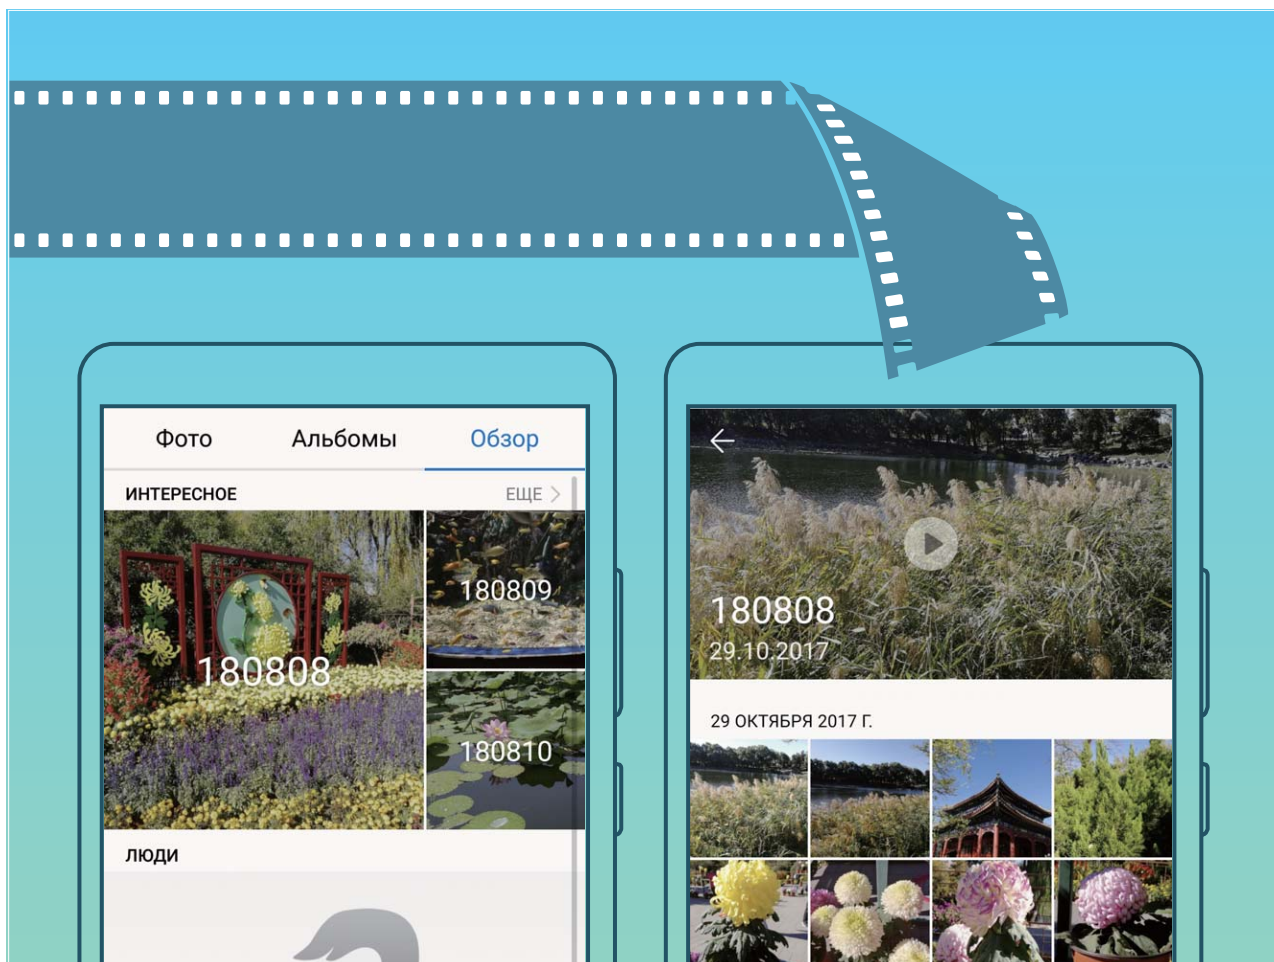 Фото Альбомы Обзор
ИНТЕРЕСНОЕ ЕЩЕ
180808
180809
180810
ЛЮДИ
180808
29.10.2017
29 ОКТЯБРЯ 2017 Г.